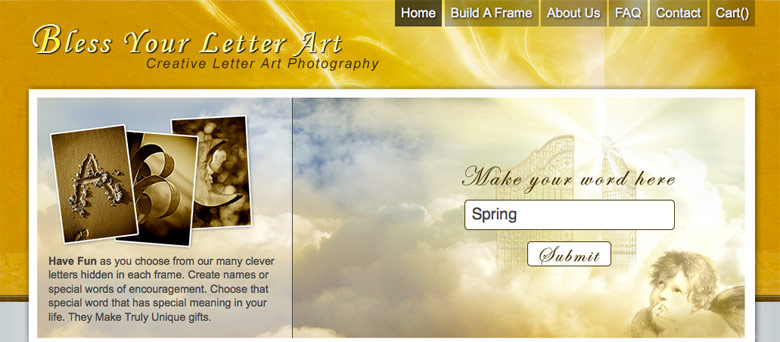 Bless Your Letter Art
Creative Letter Art Photography
Home Build A Frame About Us FAQ Contact Cart()
A B C
Have Fun as you choose from our many clever
letters hidden in each frame. Create names or
special words of encouragement. Choose that
special word that has special meaning in your
life. They Make Truly Unique gifts.
Make your word here
Spring
Submit